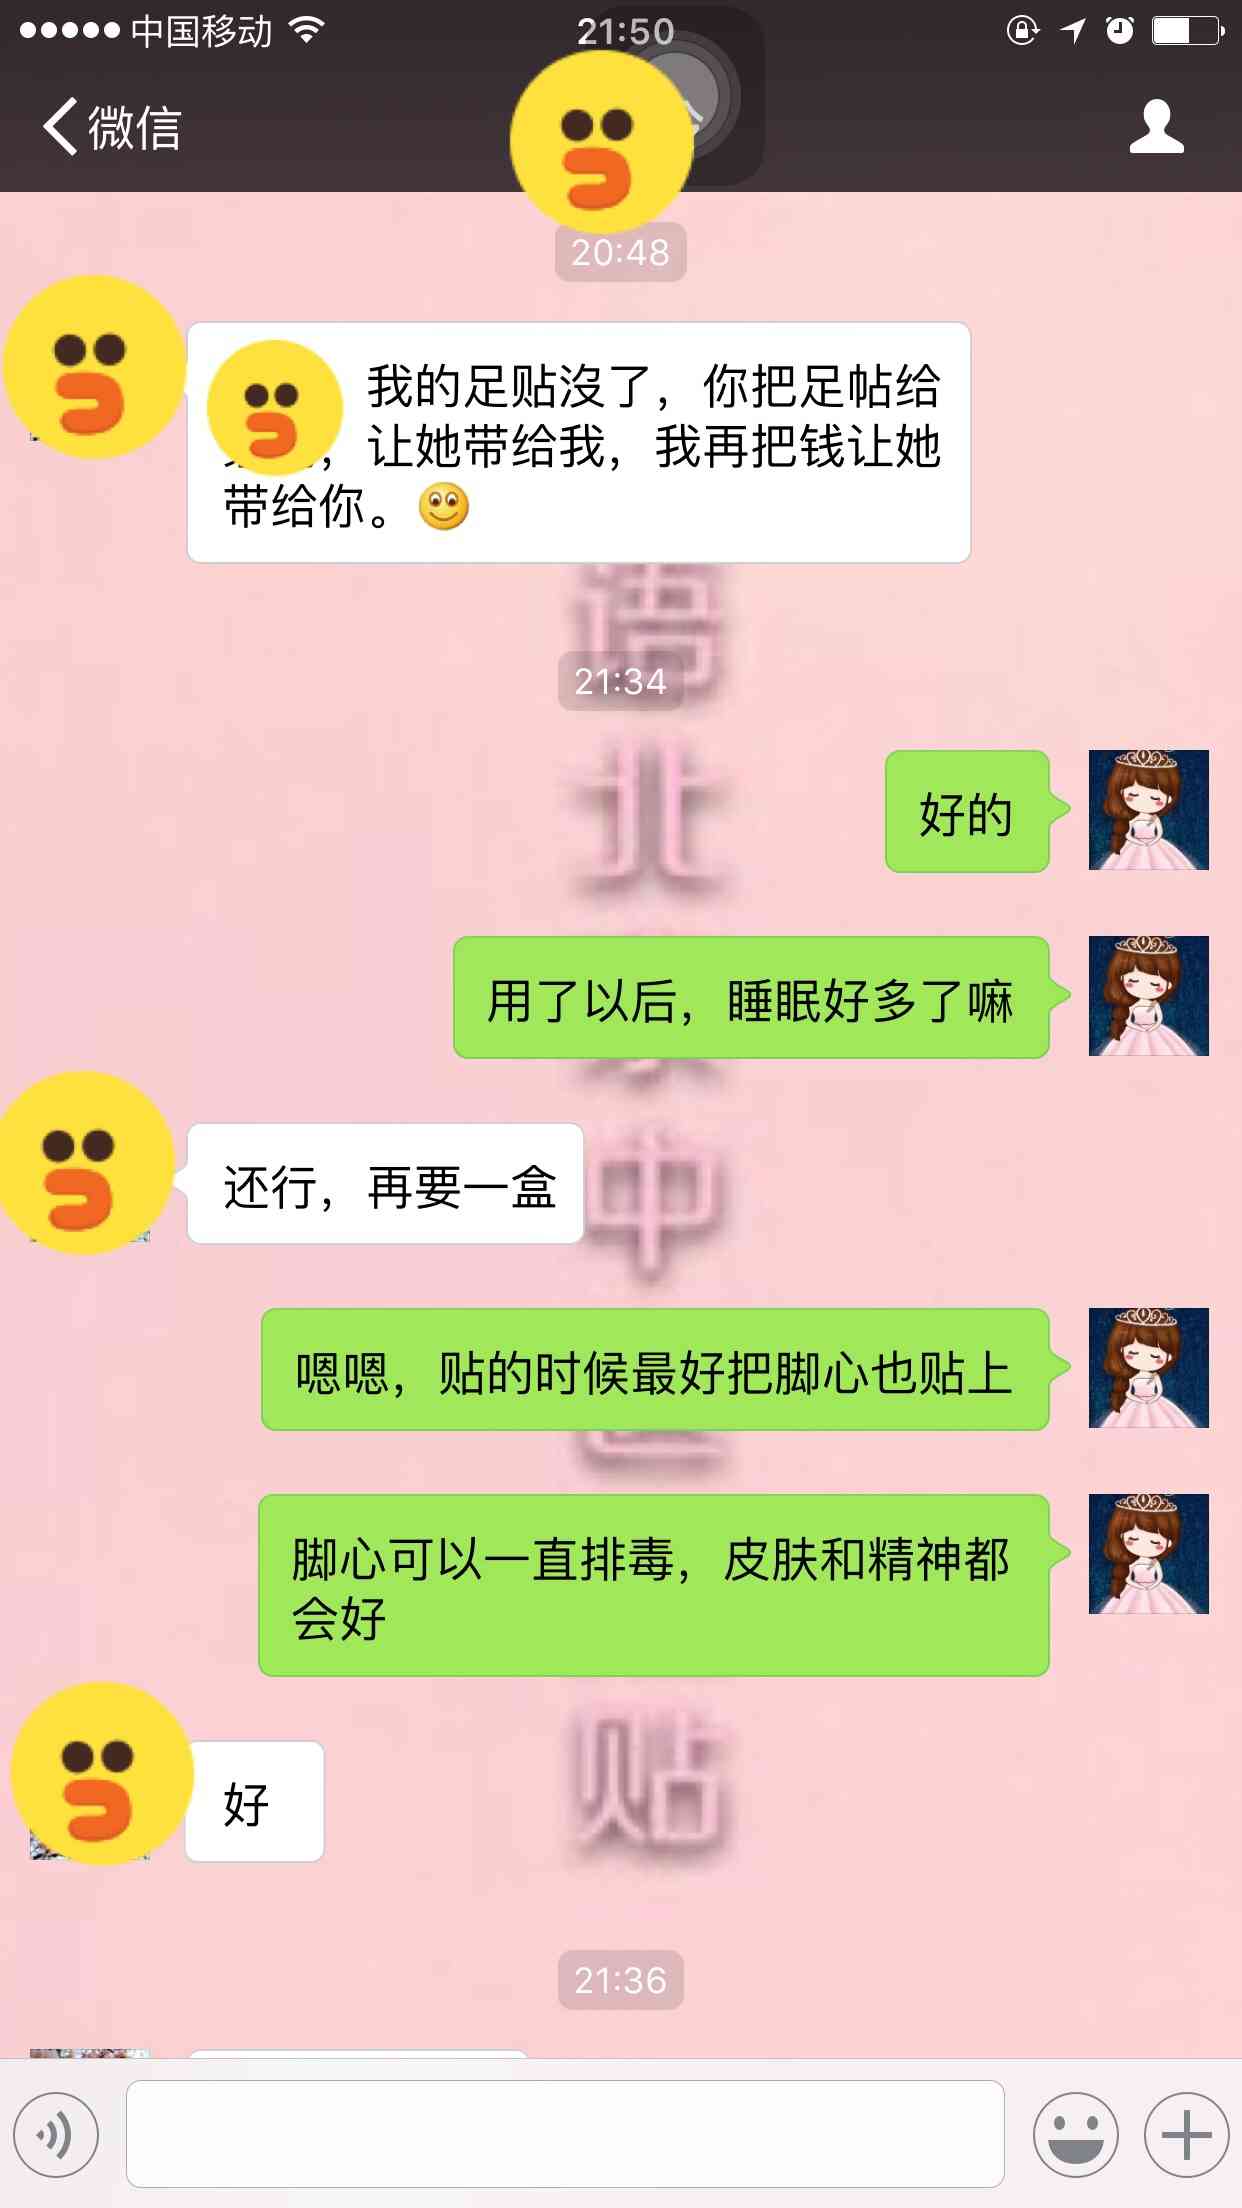 中国移动
21:50
微信
20:48
我的足贴沒了，你把足帖给
，让她带给我，我再把钱让她
带给你。
21:34
好的
用了以后，睡眠好多了嘛
还行，再要一盒
嗯嗯，贴的时候最好把脚心也贴上
脚心可以一直排毒，皮肤和精神都
会好
好
21:36
语
北
中
贴